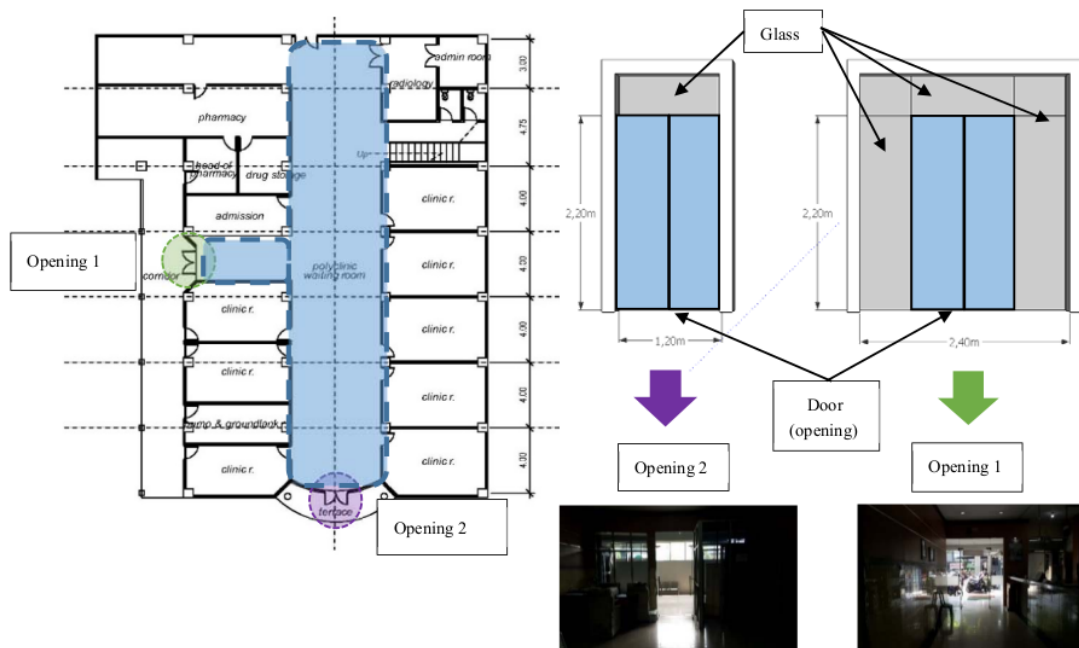 Glass
admin room
radiology
3.00
pharmacy
4.75
Up
head of
pharmacy
drug storage
clinic r.
4.00
2,20m
2,20m
admission
Opening 1
corridor
polyclinic
waiting room
clinic r.
4.00
clinic r.
clinic r.
4.00
1,20m
2,40m
clinic r.
clinic r.
4.00
Door
(opening)
pump & groundtank
clinic r.
clinic r.
4.00
Opening 2
Opening 1
terrace
Opening 2